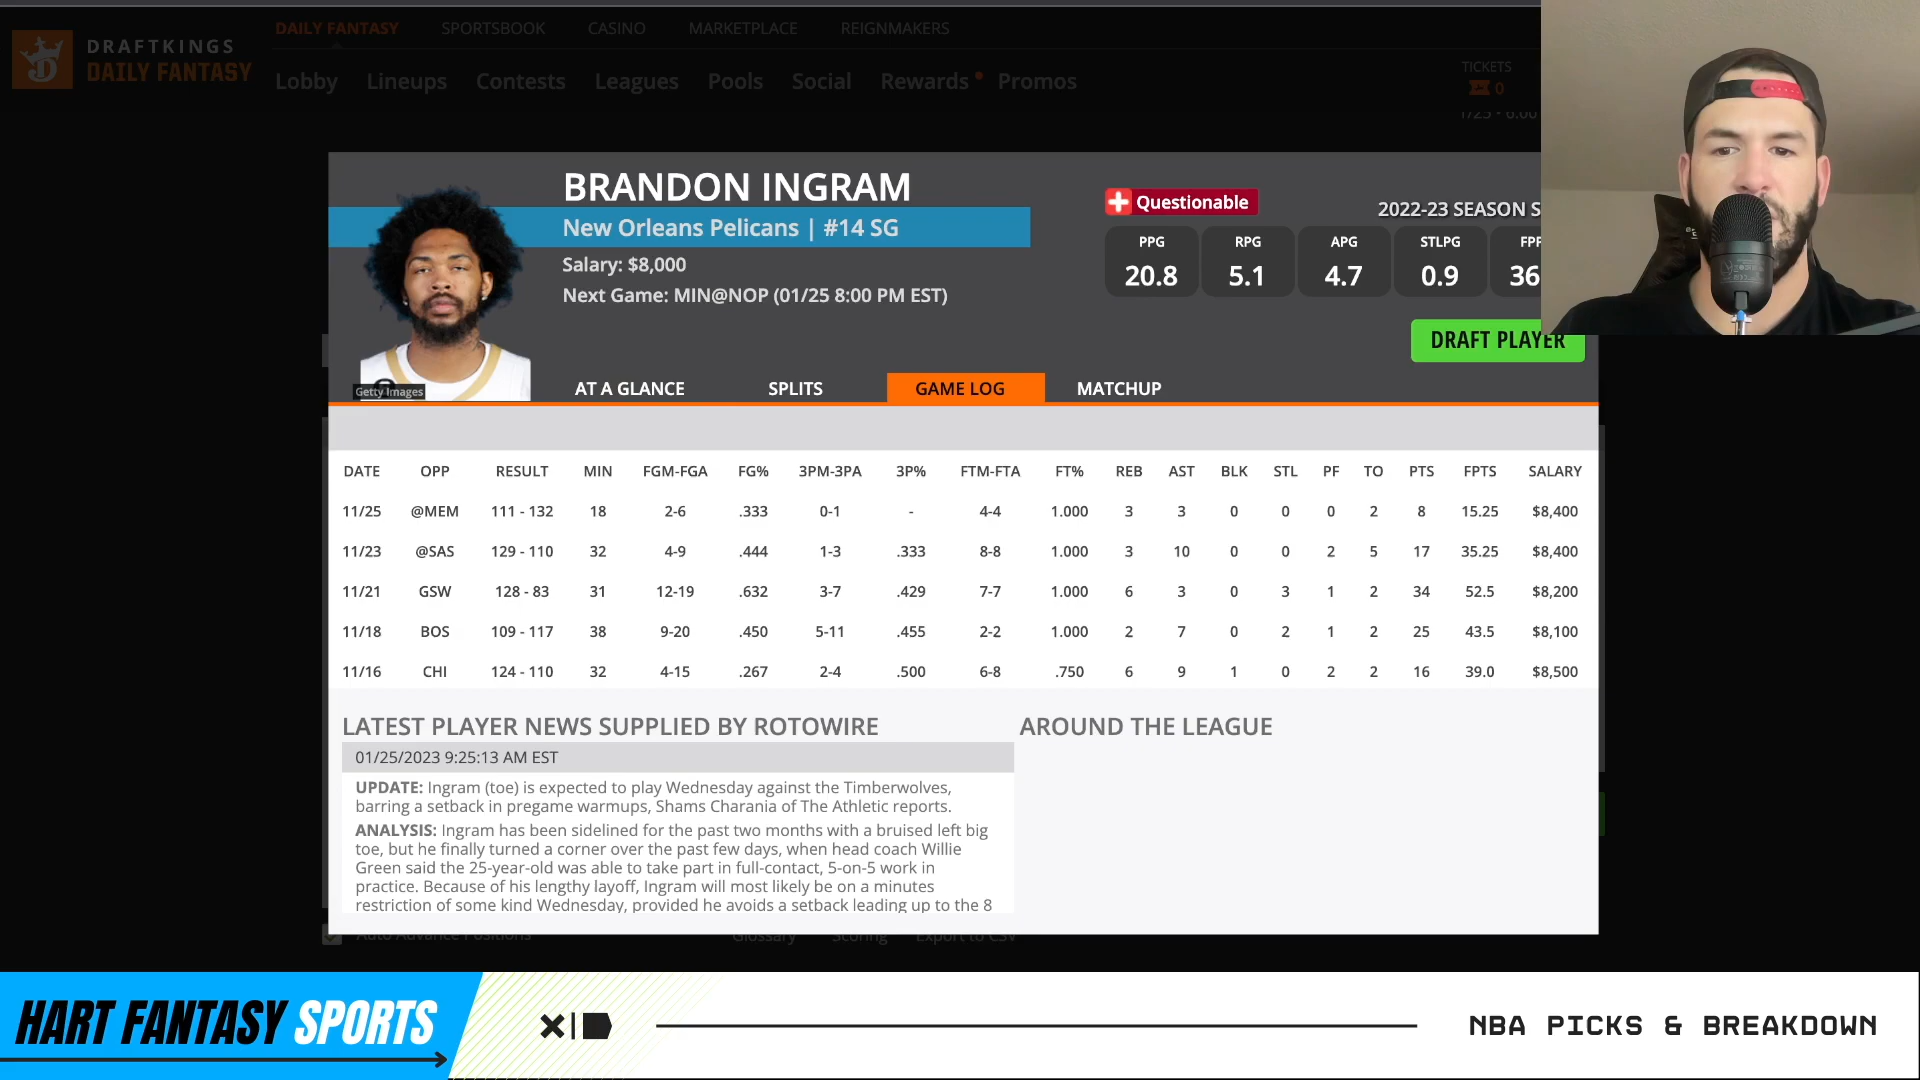 DAILY FANTASY SPORTSBOOK CASINO MARKETPLACE REIGNMAKERS
DRAFTKINGS
DAILY FANTASY
Lobby Lineups Contests Leagues Pools Social Rewards Promos
TICKETS
0
BRANDON INGRAM
New Orleans Pelicans | #14 SG
Salary: $8,000
Next Game: MIN@NOP (01/25 8:00 PM EST)
Questionable
2022-23 SEASON S
PPG RPG APG STLPG FPP
20.8 5.1 4.7 0.9 36
DRAFT PLAYER
Getty Images
AT A GLANCE SPLITS GAME LOG MATCHUP
DATE OPP RESULT MIN FGM-FGA FG% 3PM-3PA 3P% FTM-FTA FT% REB AST BLK STL PF TO PTS FPTS SALARY
11/25 @MEM 111 - 132 18 2-6 .333 0-1 - 4-4 1.000 3 3 0 0 0 2 8 15.25 $8,400
11/23 @SAS 129 - 110 32 4-9 .444 1-3 .333 8-8 1.000 3 10 0 0 2 5 17 35.25 $8,400
11/21 GSW 128 - 83 31 12-19 .632 3-7 .429 7-7 1.000 6 3 0 3 1 2 34 52.5 $8,200
11/18 BOS 109 - 117 38 9-20 .450 5-11 .455 2-2 1.000 2 7 0 2 1 2 25 43.5 $8,100
11/16 CHI 124 - 110 32 4-15 .267 2-4 .500 6-8 .750 6 9 1 0 2 2 16 39.0 $8,500
LATEST PLAYER NEWS SUPPLIED BY ROTOWIRE
01/25/2023 9:25:13 AM EST
UPDATE: Ingram (toe) is expected to play Wednesday against the Timberwolves,
barring a setback in pregame warmups, Shams Charania of The Athletic reports.
ANALYSIS: Ingram has been sidelined for the past two months with a bruised left big
toe, but he finally turned a corner over the past few days, when head coach Willie
Green said the 25-year-old was able to take part in full-contact, 5-on-5 work in
practice. Because of his lengthy layoff, Ingram will most likely be on a minutes
restriction of some kind Wednesday, provided he avoids a setback leading up to the 8
AROUND THE LEAGUE
Auto Advance Positions Glossary Scoring Export to CSV
HART FANTASY SPORTS
NBA PICKS & BREAKDOWN